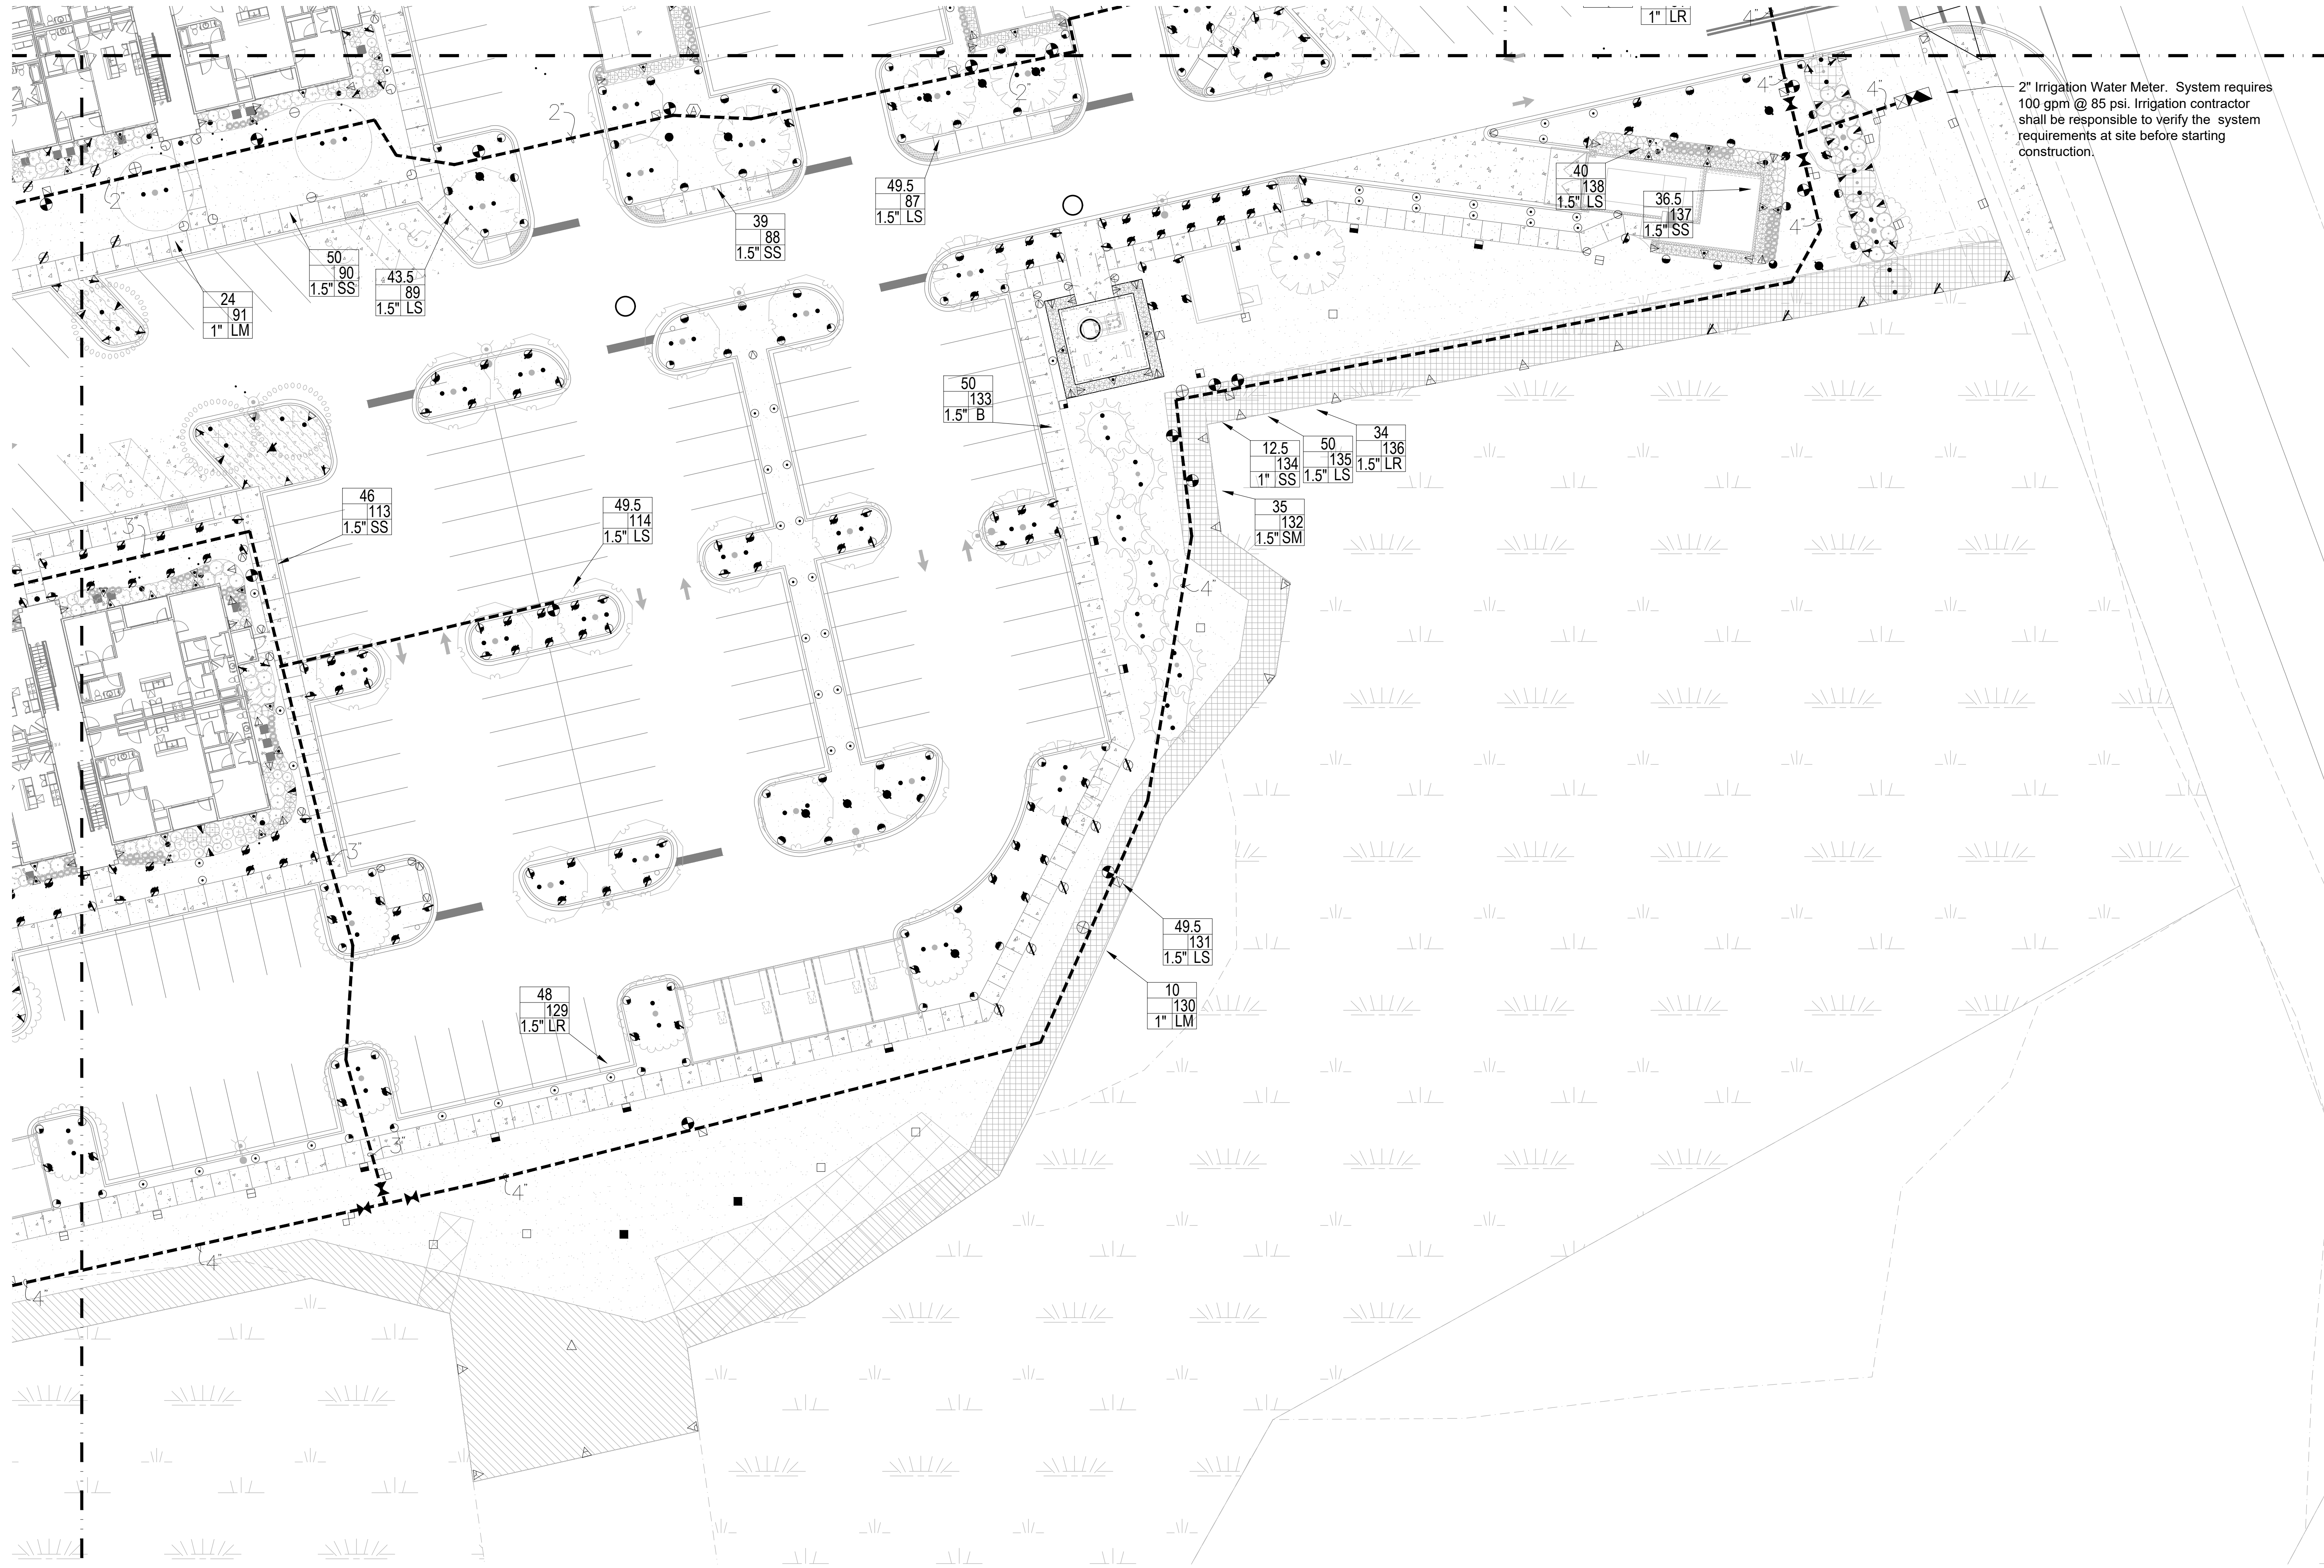 1" LR
4"
2" Irrigation Water Meter. System requires
100 gpm @ 85 psi. Irrigation contractor
shall be responsible to verify the system
requirements at site before starting
construction.
4"
4"
2"
2"
A
2"
49.5
87
1.5" LS
40
138
1.5" LS
36.5
137
1.5" SS
4"
39
88
1.5" SS
50
90
1.5" SS
43.5
89
1.5" LS
24
91
1" LM
4"
50
133
1.5" B
34
136
1.5" LR
50
135
1.5" LS
12.5
134
1" SS
46
113
1.5" SS
49.5
114
1.5" LS
35
132
1.5" SM
3"
4"
3"
49.5
131
1.5" LS
48
129
1.5" LR
10
130
1" LM
3"
4"
4"
4"